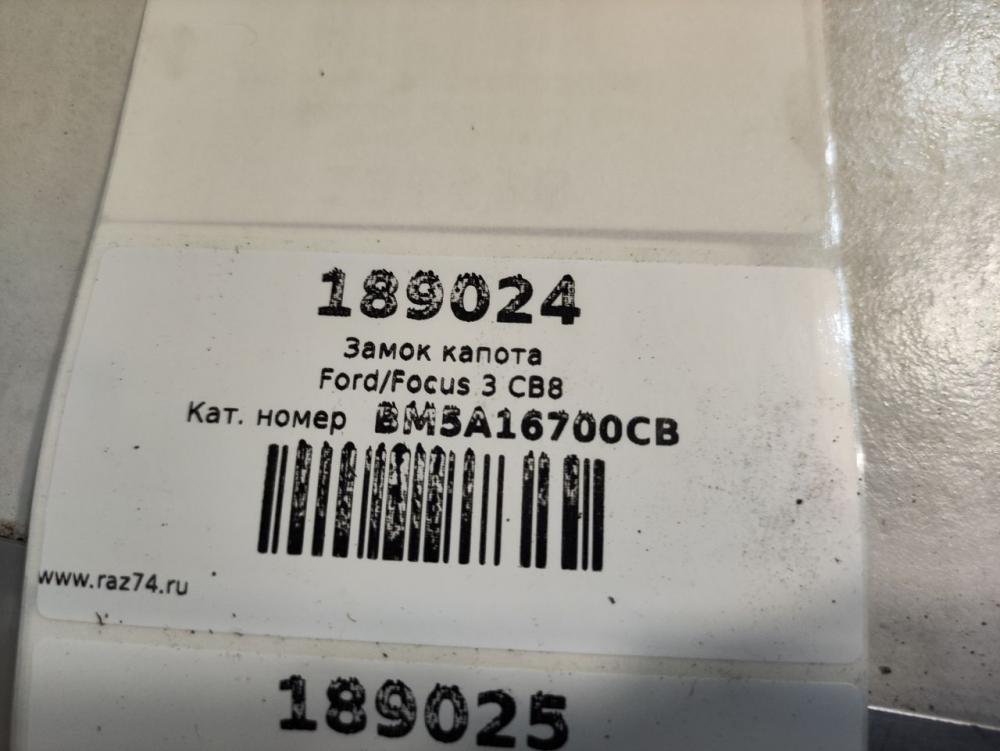 189024
Замок капота
Ford/Focus 3 CB8
Кат. номер BM5A16700CB
www.raz74.ru
189025